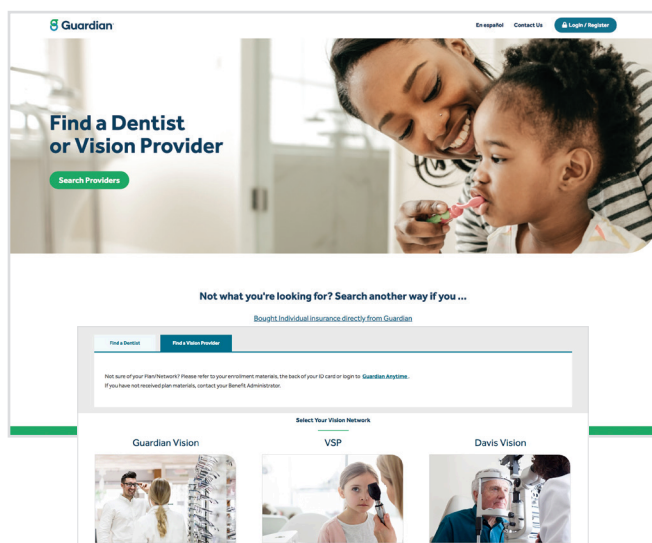 Guardian
En español Contact Us Login / Register
Find a Dentist
or Vision Provider
Search Providers
Not what you're looking for? Search another way if you ...
Bought Individual insurance directly from Guardian
Find a Dentist Find a Vision Provider
Not sure of your Plan/Network? Please refer to your enrollment materials, the back of your ID card or login to Guardian Anytime.
If you have not received plan materials, contact your Benefit Administrator.
Select Your Vision Network
Guardian Vision VSP Davis Vision